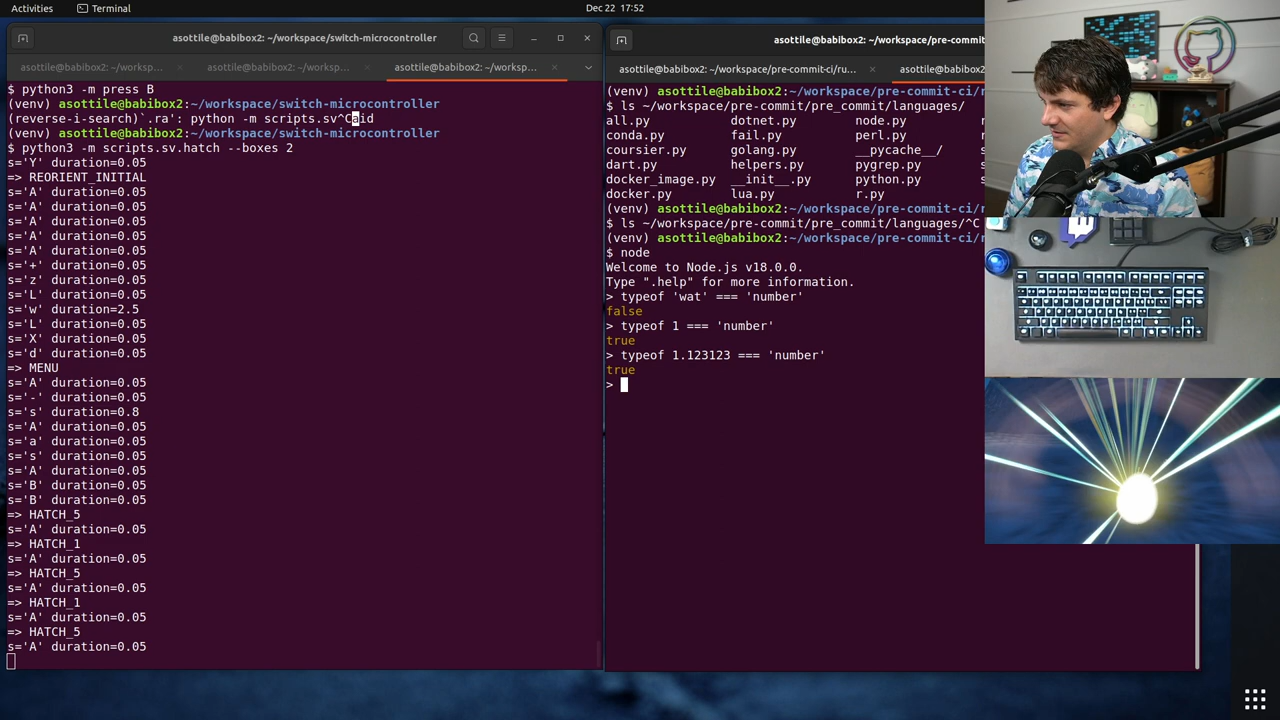 Activities
Terminal
Dec 22 17:52
asottile@babibox2: ~/workspace/switch-microcontroller
asottile@babibox2: ~/worksp...
asottile@babibox2: ~/worksp...
asottile@babibox2: ~/worksp...
$ python3 -m press B
(venv) asottile@babibox2:~/workspace/switch-microcontroller
(reverse-i-search)`.ra': python -m scripts.sv^Caid
(venv) asottile@babibox2:~/workspace/switch-microcontroller
$ python3 -m scripts.sv.hatch --boxes 2
s='Y' duration=0.05
=> REORIENT_INITIAL
s='A' duration=0.05
s='A' duration=0.05
s='A' duration=0.05
s='A' duration=0.05
s='A' duration=0.05
s='+' duration=0.05
s='z' duration=0.05
s='L' duration=0.05
s='w' duration=2.5
s='L' duration=0.05
s='X' duration=0.05
s='d' duration=0.05
=> MENU
s='A' duration=0.05
s='-' duration=0.05
s='s' duration=0.8
s='A' duration=0.05
s='a' duration=0.05
s='s' duration=0.05
s='A' duration=0.05
s='B' duration=0.05
s='B' duration=0.05
=> HATCH_5
s='A' duration=0.05
=> HATCH_1
s='A' duration=0.05
=> HATCH_5
s='A' duration=0.05
=> HATCH_1
s='A' duration=0.05
=> HATCH_5
s='A' duration=0.05
asottile@babibox2: ~/workspace/pre-commit
asottile@babibox2: ~/workspace/pre-commit-ci/ru...
asottile@babibox2
(venv) asottile@babibox2:~/workspace/pre-commit-ci/r
$ ls ~/workspace/pre-commit/pre_commit/languages/
all.py dotnet.py node.py
conda.py fail.py perl.py
coursier.py golang.py __pycache__/
dart.py helpers.py pygrep.py
docker_image.py __init__.py python.py
docker.py lua.py r.py
(venv) asottile@babibox2:~/workspace/pre-commit-ci/r
$ ls ~/workspace/pre-commit/pre_commit/languages/^C
(venv) asottile@babibox2:~/workspace/pre-commit-ci/r
$ node
Welcome to Node.js v18.0.0.
Type ".help" for more information.
> typeof 'wat' === 'number'
false
> typeof 1 === 'number'
true
> typeof 1.123123 === 'number'
true
>